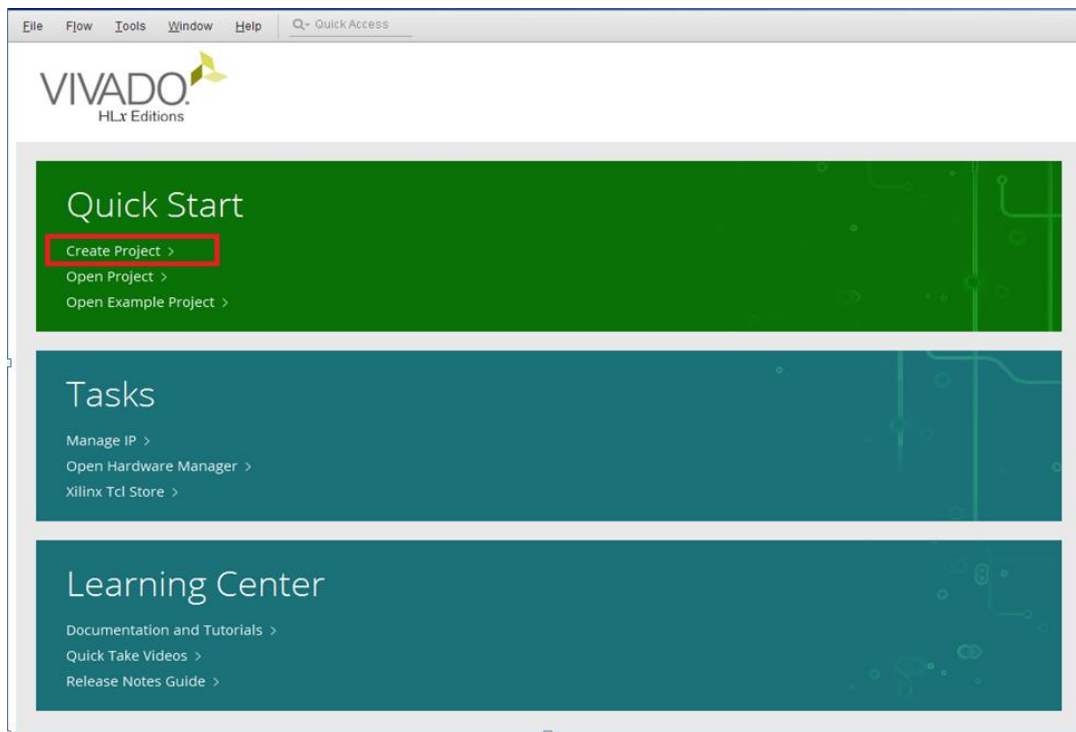 File Flow Tools Window Help Quick Access
VIVADO.
HLx Editions
Quick Start
Create Project >
Open Project >
Open Example Project >
Tasks
Manage IP >
Open Hardware Manager >
Xilinx Tcl Store >
Learning Center
Documentation and Tutorials >
Quick Take Videos >
Release Notes Guide >